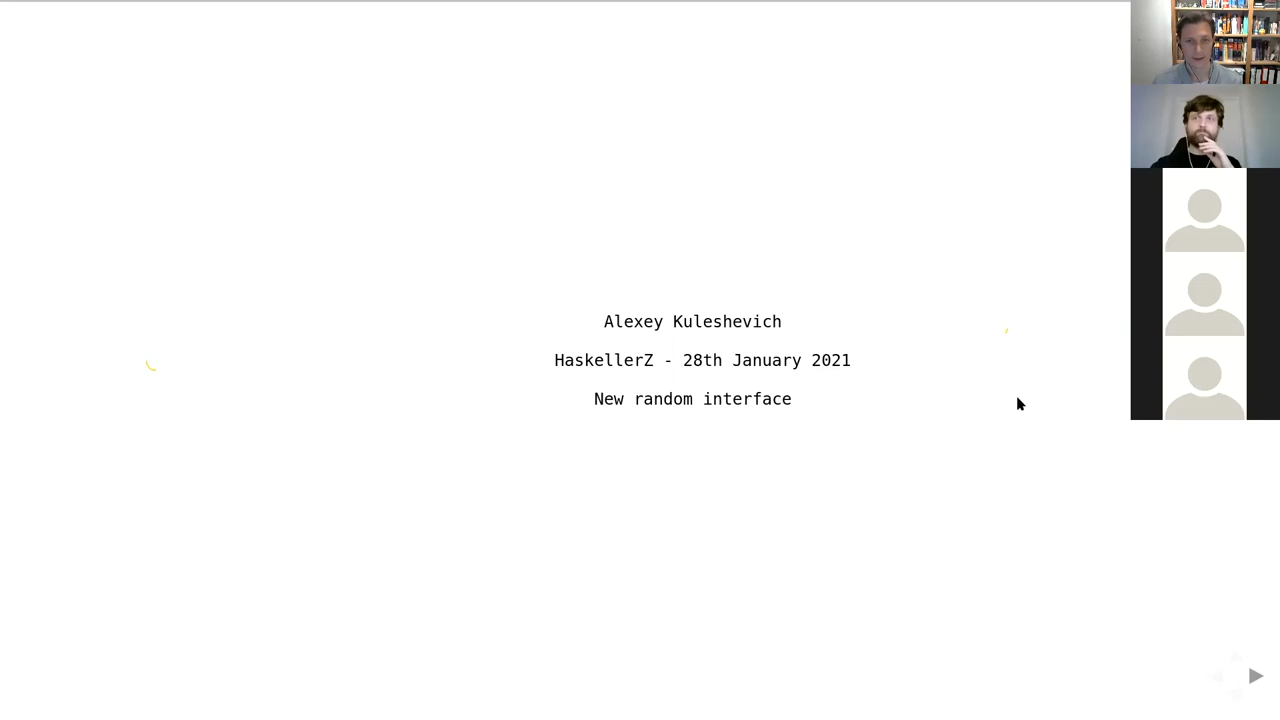 Alexey Kuleshevich
HaskellerZ - 28th January 2021
New random interface